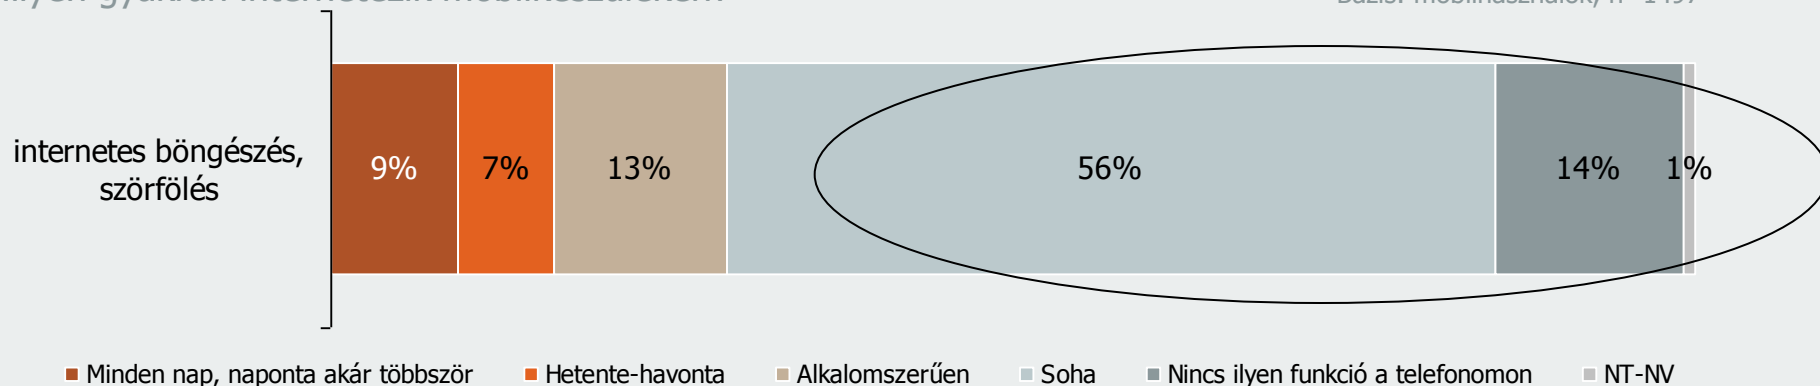 internetes böngészés,
szörfölés
9% 7% 13% 56% 14% 1%
Minden nap, naponta akár többször Hetente-havonta Alkalomszerűen Soha Nincs ilyen funkció a telefonomon NT-NV